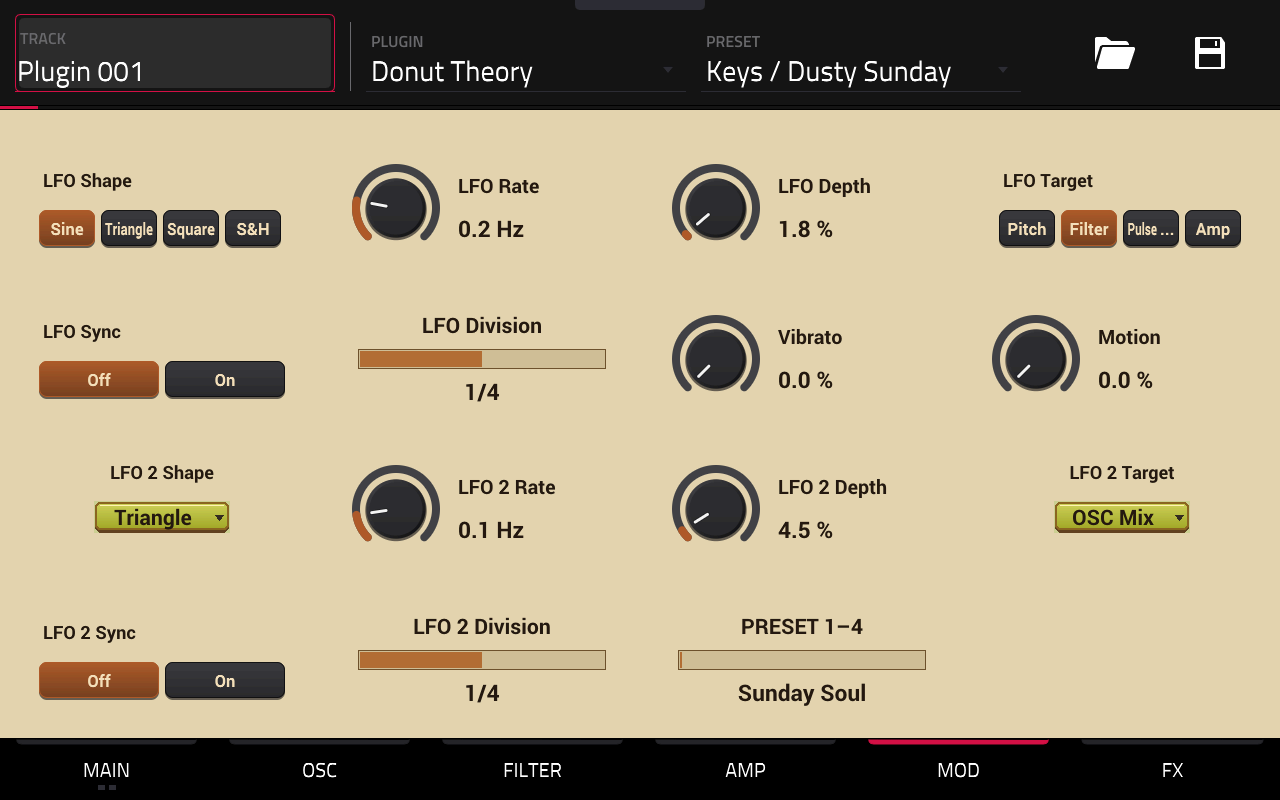 TRACK
Plugin 001
PLUGIN
Donut Theory
PRESET
Keys / Dusty Sunday
LFO Shape
Sine
Triangle
Square
S&H
LFO Rate
0.2 Hz
LFO Depth
1.8 %
LFO Target
Pitch
Filter
Pulse ...
Amp
LFO Sync
Off
On
LFO Division
1/4
Vibrato
0.0 %
Motion
0.0 %
LFO 2 Shape
Triangle
LFO 2 Rate
0.1 Hz
LFO 2 Depth
4.5 %
LFO 2 Target
OSC Mix
LFO 2 Sync
Off
On
LFO 2 Division
1/4
PRESET 1–4
Sunday Soul
MAIN
OSC
FILTER
AMP
MOD
FX